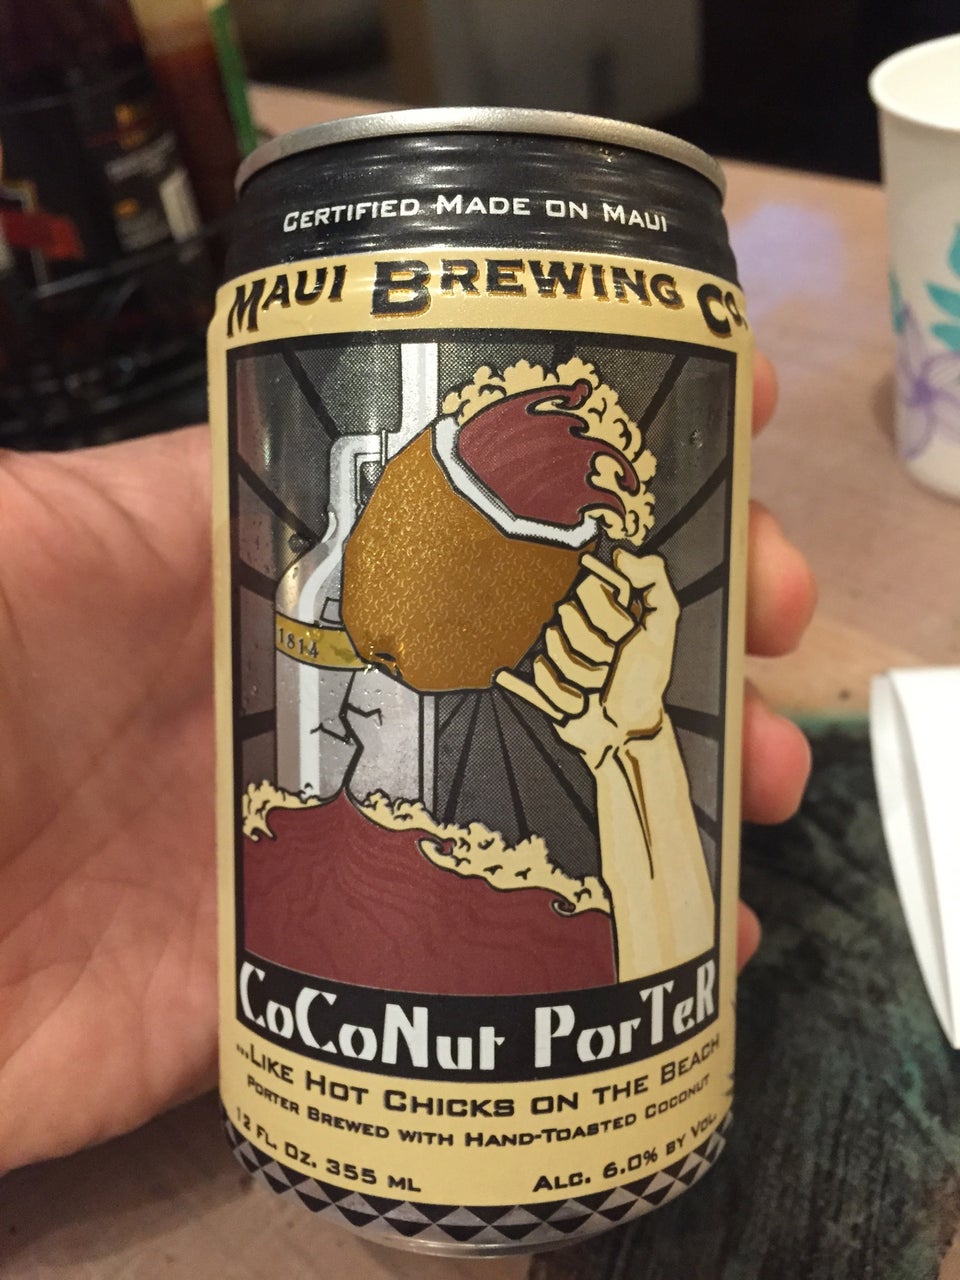 CERTIFIED MADE ON MAUI
MAUI BREWING CO.
1814
CoCoNut PorTeR
...LIKE HOT CHICKS ON THE BEACH
PORTER BREWED WITH HAND-TOASTED COCONUT
12 FL. OZ. 355 ML
ALC. 6.0% BY VOL.